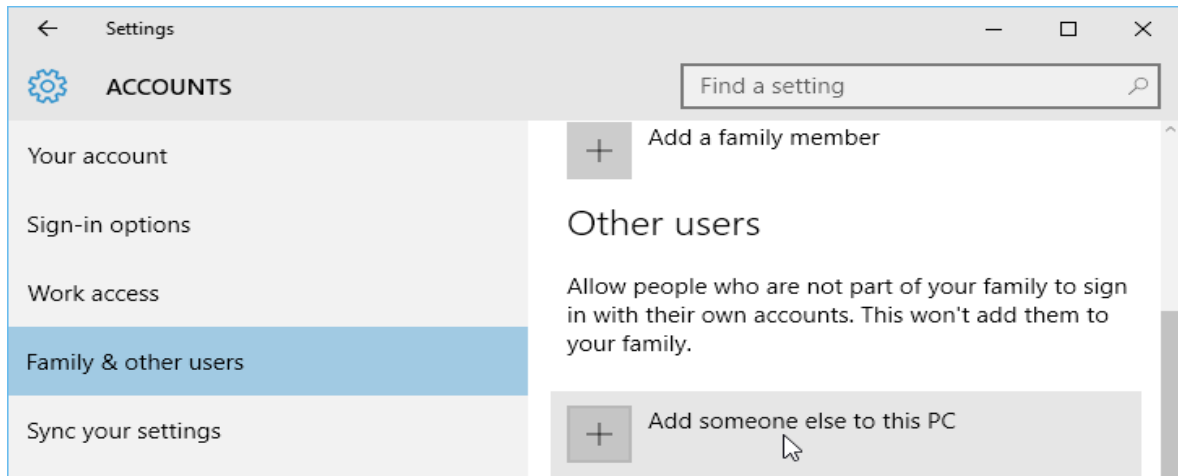 Settings
ACCOUNTS
Find a setting
Your account
Sign-in options
Work access
Family & other users
Sync your settings
Add a family member
Other users
Allow people who are not part of your family to sign
in with their own accounts. This won't add them to
your family.
Add someone else to this PC